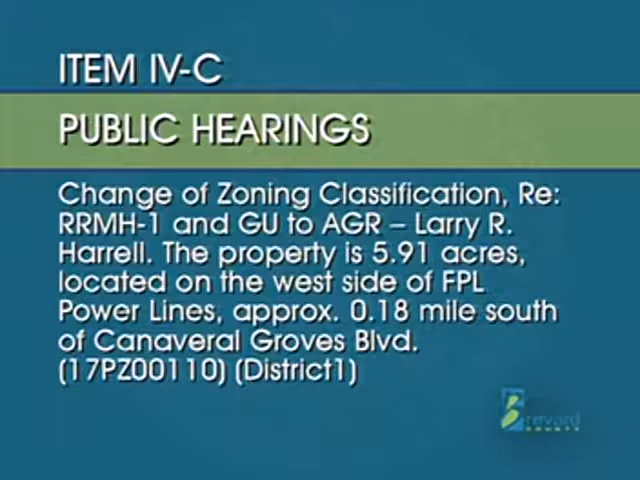 ITEM IV-C
PUBLIC HEARINGS
Change of Zoning Classification, Re:
RRMH-1 and GU to AGR – Larry R.
Harrell. The property is 5.91 acres,
located on the west side of FPL
Power Lines, approx. 0.18 mile south
of Canaveral Groves Blvd.
(17PZ00110) (District1)
Brevard
COUNTY